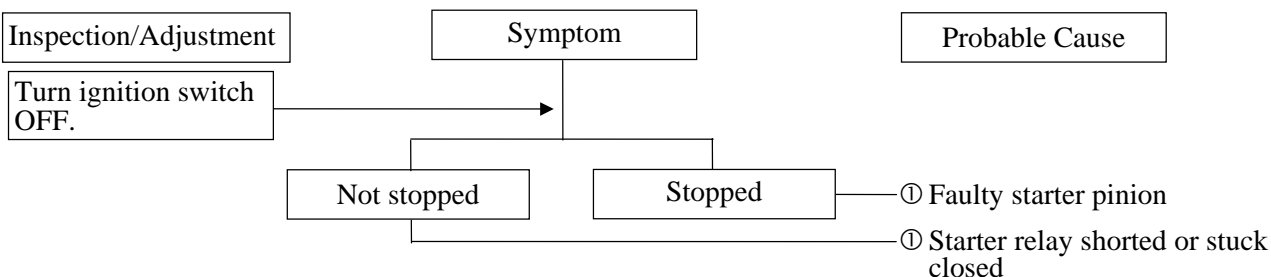 Inspection/Adjustment
Symptom
Probable Cause
Turn ignition switch
OFF.
Not stopped
Stopped
① Faulty starter pinion
① Starter relay shorted or stuck
closed